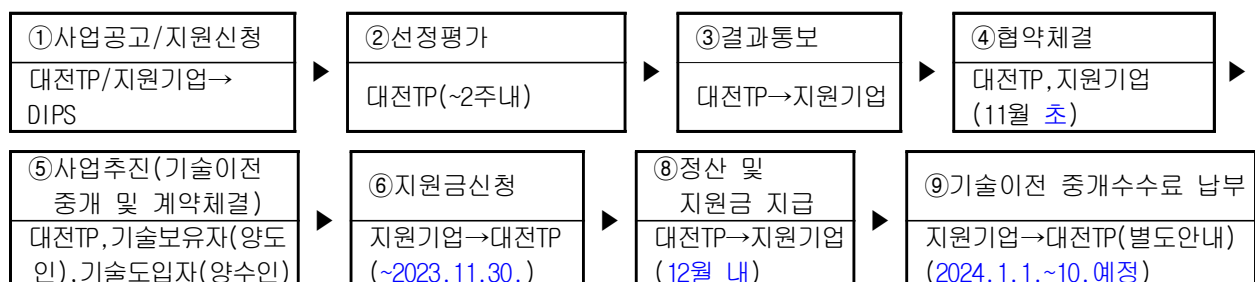 ①사업공고/지원신청
대전TP/지원기업→
DIPS
▶
②선정평가
대전TP(~2주내)
▶
③결과통보
대전TP→지원기업
▶
④협약체결
대전TP,지원기업
(11월 초)
▶
⑤사업추진(기술이전
중개 및 계약체결)
대전TP,기술보유자(양도
인),기술도입자(양수인)
▶
⑥지원금신청
지원기업→대전TP
(~2023.11.30.)
▶
⑧정산 및
지원금 지급
대전TP→지원기업
(12월 내)
▶
⑨기술이전 중개수수료 납부
지원기업→대전TP(별도안내)
(2024.1.1.~10.예정)